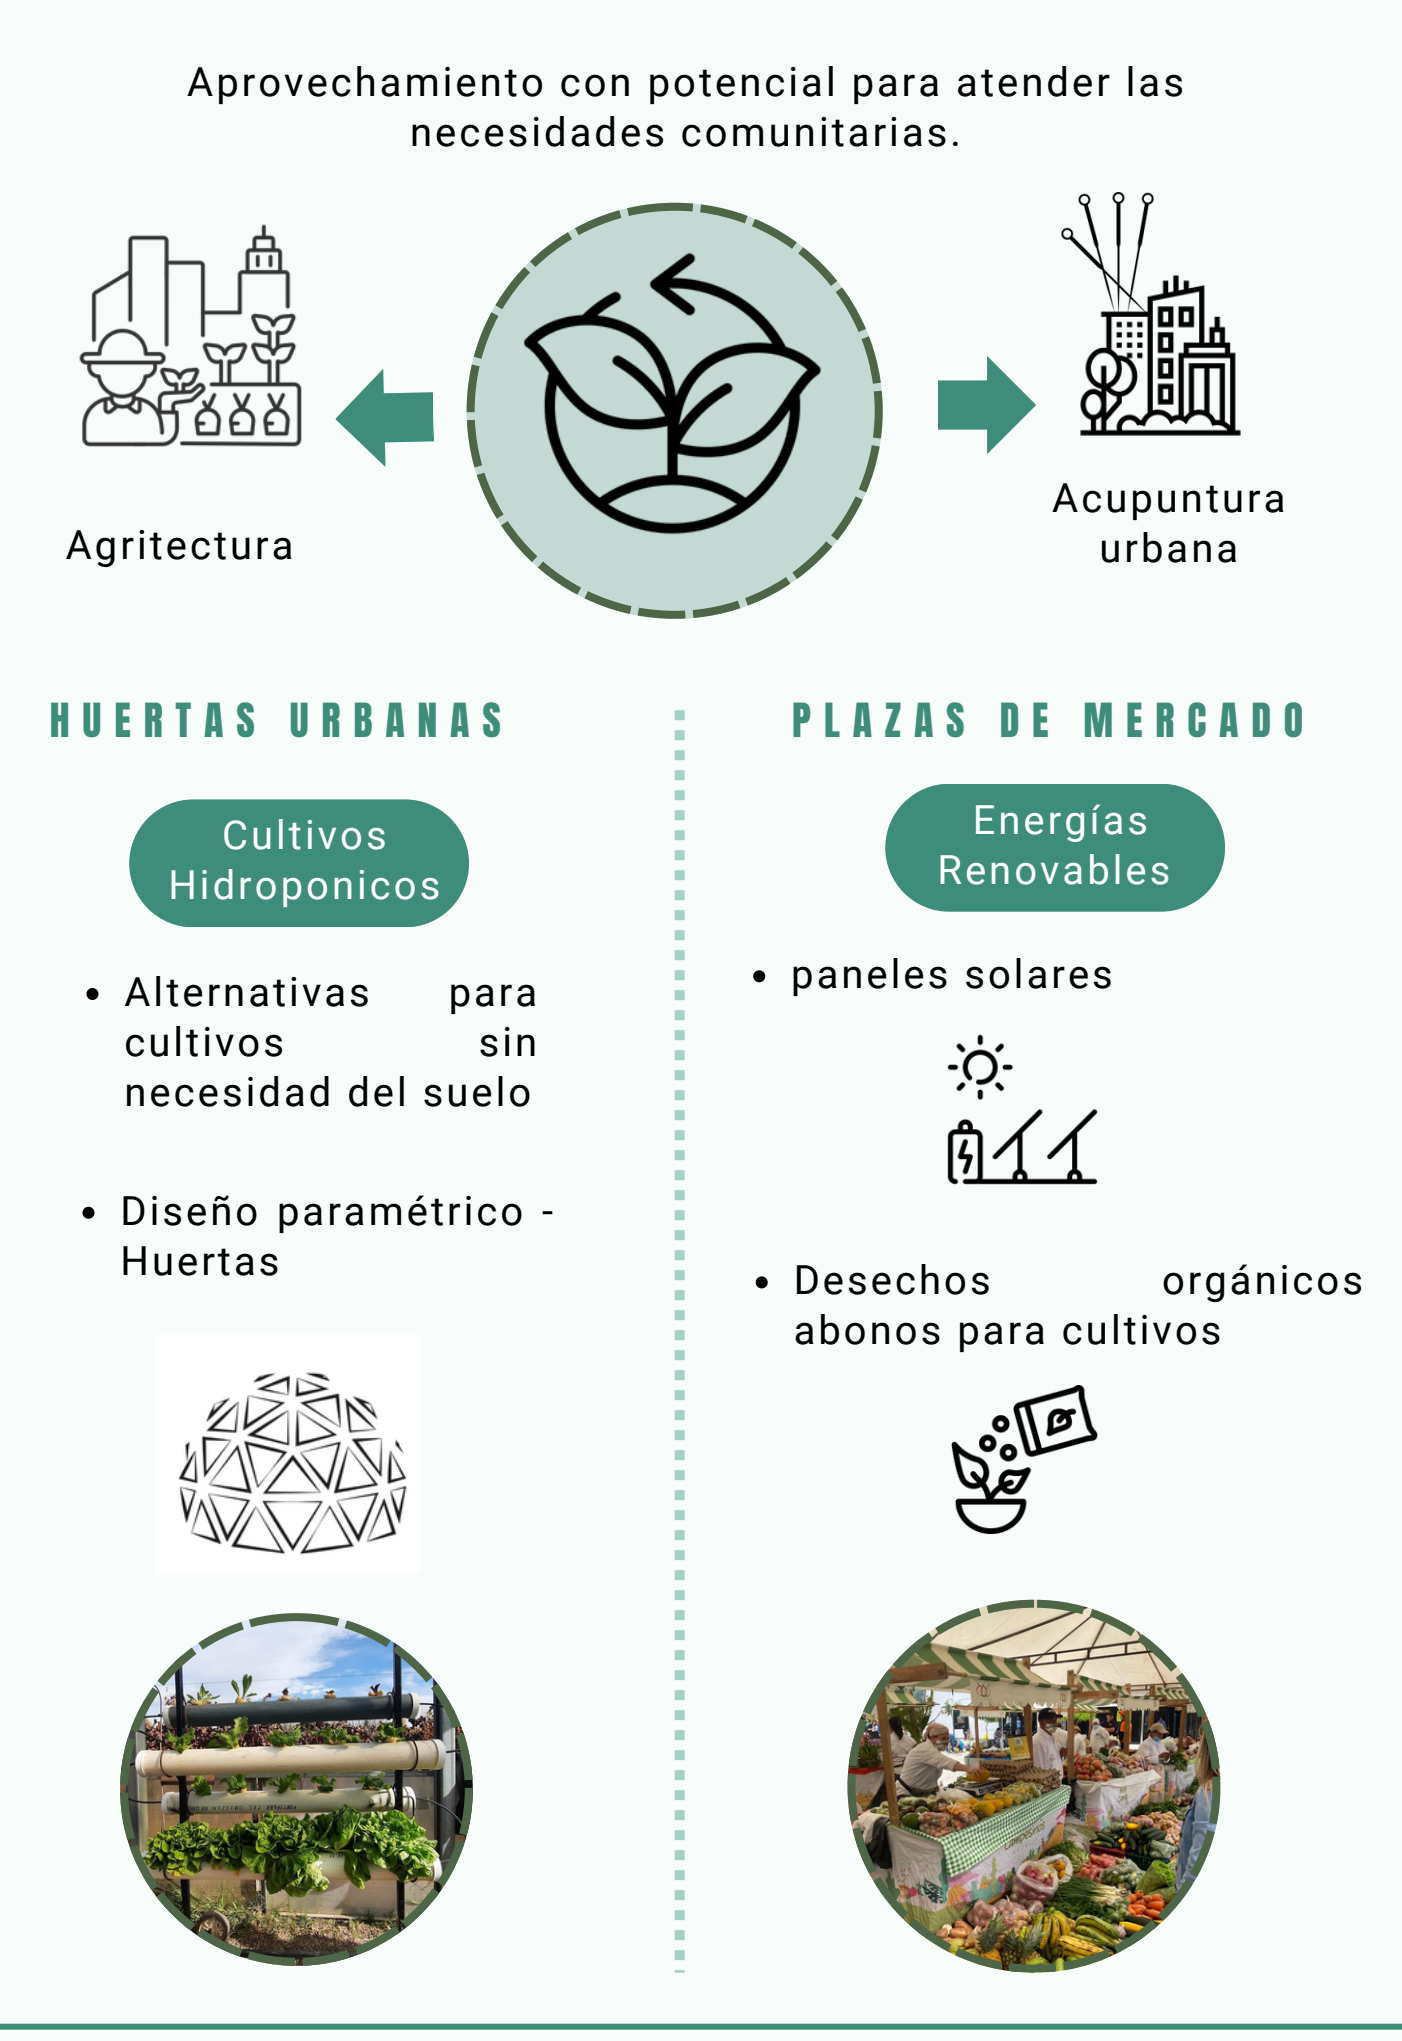 Aprovechamiento con potencial para atender las
necesidades comunitarias.
Agritectura
Acupuntura
urbana
HUERTAS URBANAS
Cultivos
Hidroponicos
• Alternativas para
cultivos sin
necesidad del suelo
• Diseño paramétrico -
Huertas
PLAZAS DE MERCADO
Energías
Renovables
• paneles solares
• Desechos orgánicos
abonos para cultivos